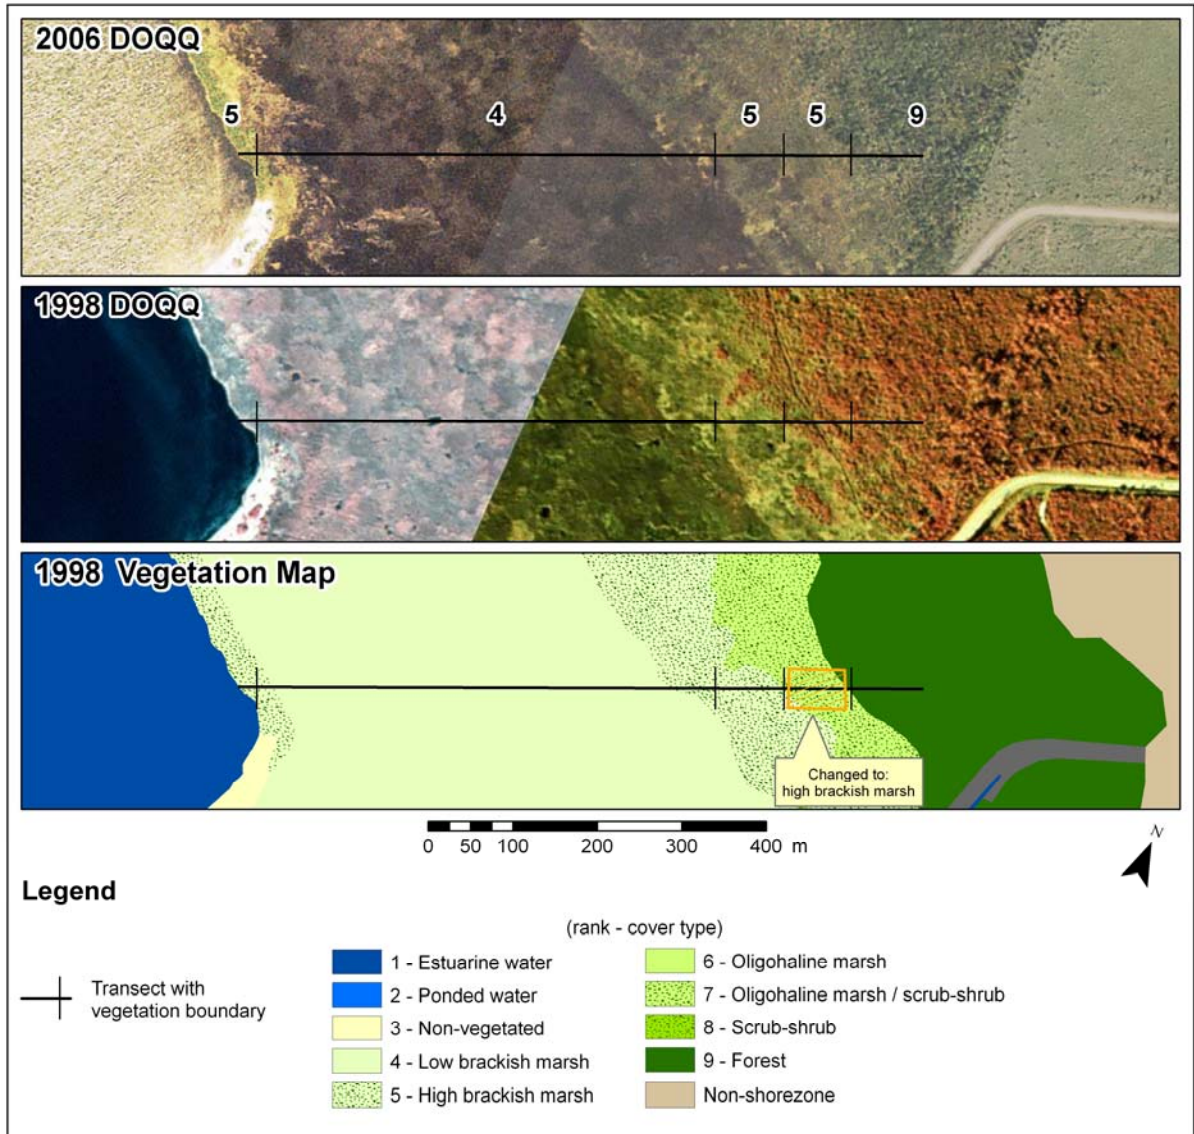 2006 DOQQ
5 4 5 5 9
1998 DOQQ
1998 Vegetation Map
Changed to:
high brackish marsh
0 50 100 200 300 400 m
N
Legend
(rank - cover type)
Transect with
vegetation boundary
1 - Estuarine water
2 - Ponded water
3 - Non-vegetated
4 - Low brackish marsh
5 - High brackish marsh
6 - Oligohaline marsh
7 - Oligohaline marsh / scrub-shrub
8 - Scrub-shrub
9 - Forest
Non-shorezone